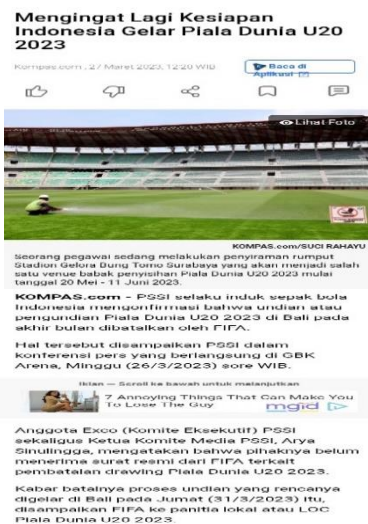 Mengingat Lagi Kesiapan
Indonesia Gelar Piala Dunia U20
2023
Kompas.com, 27 Maret 2023, 12:20 WIB
Baca di
Aplikasi
Lihat Foto
KOMPAS.com/SUCI RAHAYU
Seorang pegawai sedang melakukan penyiraman rumput
Stadion Gelora Bung Tomo Surabaya yang akan menjadi salah
satu venue babak penyisihan Piala Dunia U20 2023 mulai
tanggal 20 Mei - 11 Juni 2023.
KOMPAS.com - PSSI selaku induk sepak bola
Indonesia mengonfirmasi bahwa undian atau
pengundian Piala Dunia U20 2023 di Bali pada
akhir bulan dibatalkan oleh FIFA.
Hal tersebut disampaikan PSSI dalam
konferensi pers yang berlangsung di GBK
Arena, Minggu (26/3/2023) sore WIB.
Iklan — Scroll ke bawah untuk melanjutkan
7 Annoying Things That Can Make You
To Lose The Guy
mgid
Anggota Exco (Komite Eksekutif) PSSI
sekaligus Ketua Komite Media PSSI, Arya
Sinulingga, mengatakan bahwa pihaknya belum
menerima surat resmi dari FIFA terkait
pembatalan drawing Piala Dunia U20 2023.
Kabar batalnya proses undian yang rencanya
digelar di Bali pada Jumat (31/3/2023) itu,
disampaikan FIFA ke panitia lokal atau LOC
Piala Dunia U20 2023.